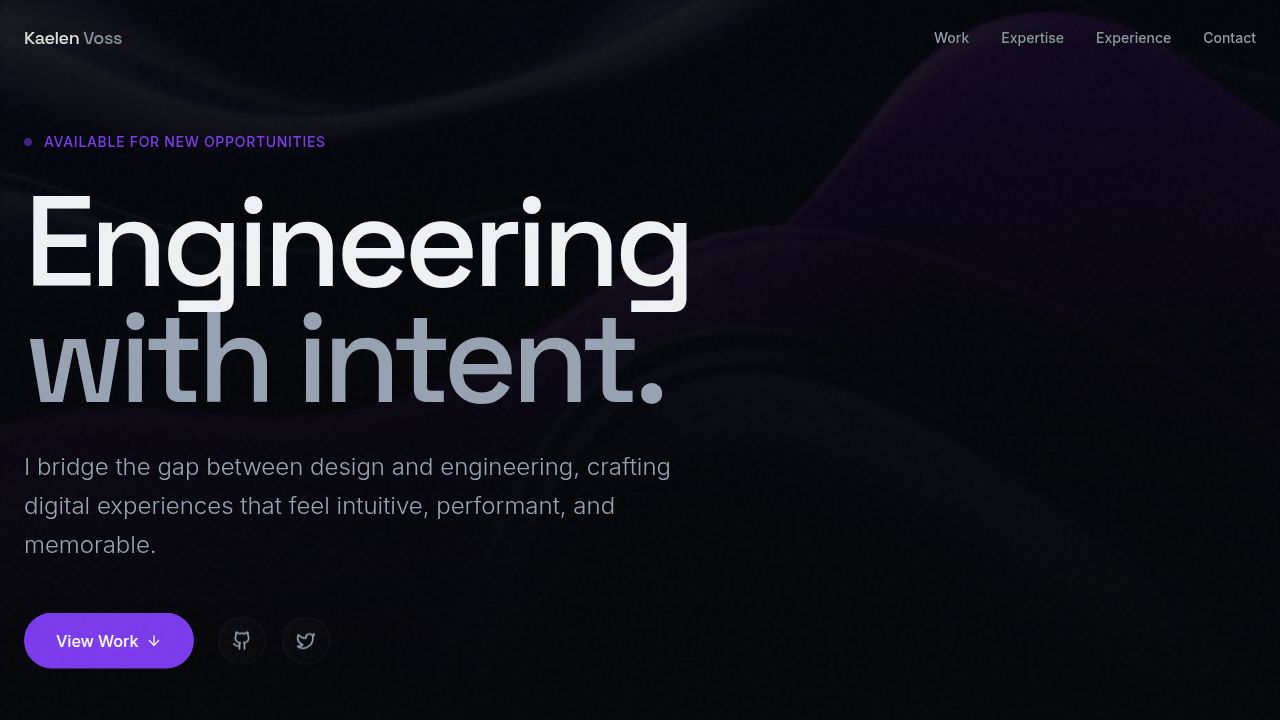 Kaelen Voss
Work
Expertise
Experience
Contact
AVAILABLE FOR NEW OPPORTUNITIES
Engineering
with intent.
I bridge the gap between design and engineering, crafting
digital experiences that feel intuitive, performant, and
memorable.
View Work